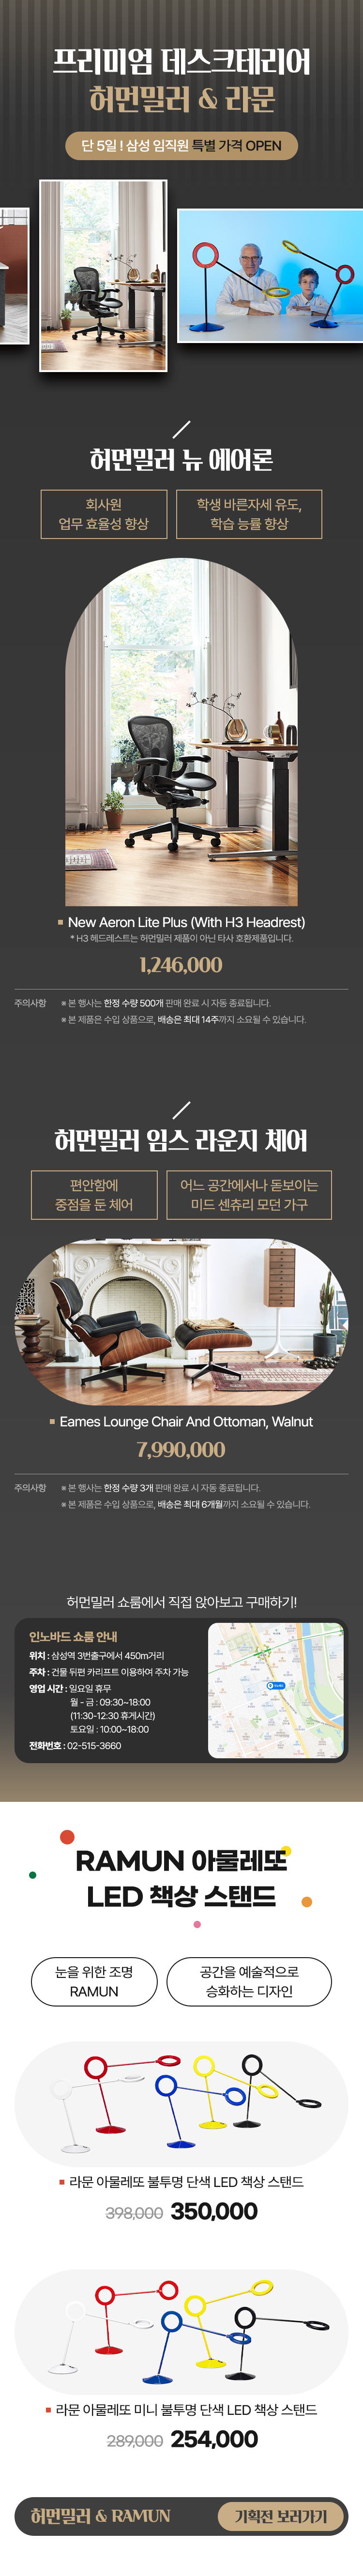 프리미엄 데스크테리어
허먼밀러 & 라문
단 5일 ! 삼성 임직원 특별 가격 OPEN
허먼밀러 뉴 에어론
회사원
업무 효율성 향상
학생 바른자세 유도,
학습 능률 향상
New Aeron Lite Plus (With H3 Headrest)
* H3 헤드레스트는 허먼밀러 제품이 아닌 타사 호환제품입니다.
1,246,000
주의사항 ※ 본 행사는 한정 수량 500개 판매 완료 시 자동 종료됩니다.
※ 본 제품은 수입 상품으로, 배송은 최대 14주까지 소요될 수 있습니다.
허먼밀러 임스 라운지 체어
편안함에
중점을 둔 체어
어느 공간에서나 돋보이는
미드 센츄리 모던 가구
Eames Lounge Chair And Ottoman, Walnut
7,990,000
주의사항 ※ 본 행사는 한정 수량 3개 판매 완료 시 자동 종료됩니다.
※ 본 제품은 수입 상품으로, 배송은 최대 6개월까지 소요될 수 있습니다.
허먼밀러 쇼룸에서 직접 앉아보고 구매하기!
인노바드 쇼룸 안내
위치 : 삼성역 3번출구에서 450m거리
주차 : 건물 뒤편 카리프트 이용하여 주차 가능
영업 시간 : 일요일 휴무
월 - 금 : 09:30~18:00
(11:30-12:30 휴게시간)
토요일 : 10:00~18:00
전화번호 : 02-515-3660
RAMUN 아물레또
LED 책상 스탠드
눈을 위한 조명
RAMUN
공간을 예술적으로
승화하는 디자인
라문 아물레또 불투명 단색 LED 책상 스탠드
398,000 350,000
라문 아물레또 미니 불투명 단색 LED 책상 스탠드
289,000 254,000
허먼밀러 & RAMUN
기획전 보러가기